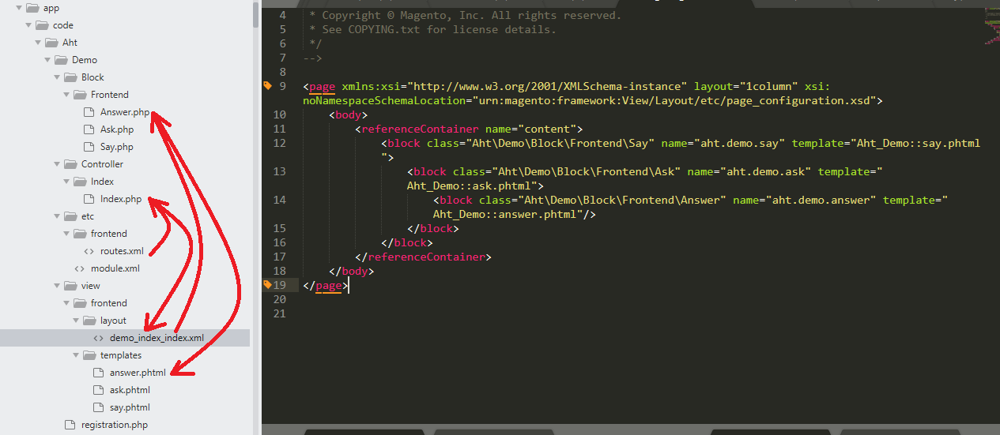 app
code
Aht
Demo
Block
Frontend
Answer.php
Ask.php
Say.php
Controller
Index
Index.php
etc
frontend
routes.xml
module.xml
view
frontend
layout
demo_index_index.xml
templates
answer.phtml
ask.phtml
say.phtml
registration.php
4 * Copyright © Magento, Inc. All rights reserved.
5 * See COPYING.txt for license details.
6 */
7 -->
8
9 <page xmlns:xsi="http://www.w3.org/2001/XMLSchema-instance" layout="1column" xsi:
noNamespaceSchemaLocation="urn:magento:framework:View/Layout/etc/page_configuration.xsd">
10 <body>
11 <referenceContainer name="content">
12 <block class="Aht\Demo\Block\Frontend\Say" name="aht.demo.say" template="Aht_Demo::say.phtml
">
13 <block class="Aht\Demo\Block\Frontend\Ask" name="aht.demo.ask" template="
Aht_Demo::ask.phtml">
14 <block class="Aht\Demo\Block\Frontend\Answer" name="aht.demo.answer" template="
Aht_Demo::answer.phtml"/>
15 </block>
16 </block>
17 </referenceContainer>
18 </body>
19 </page>
20
21